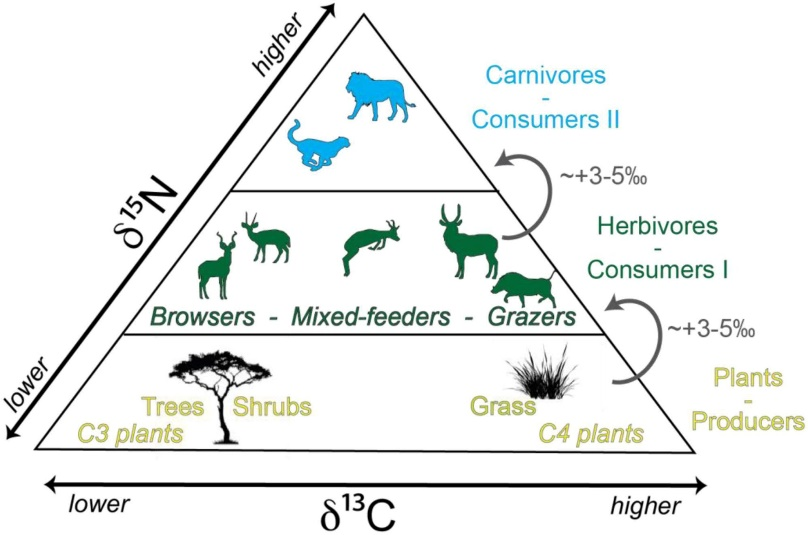 higher
Carnivores
-
Consumers II
~+3-5‰
δ¹⁵N
Herbivores
-
Consumers I
Browsers - Mixed-feeders - Grazers
~+3-5‰
lower
Trees Shrubs
Grass
Plants
-
Producers
C3 plants
C4 plants
lower
higher
δ¹³C